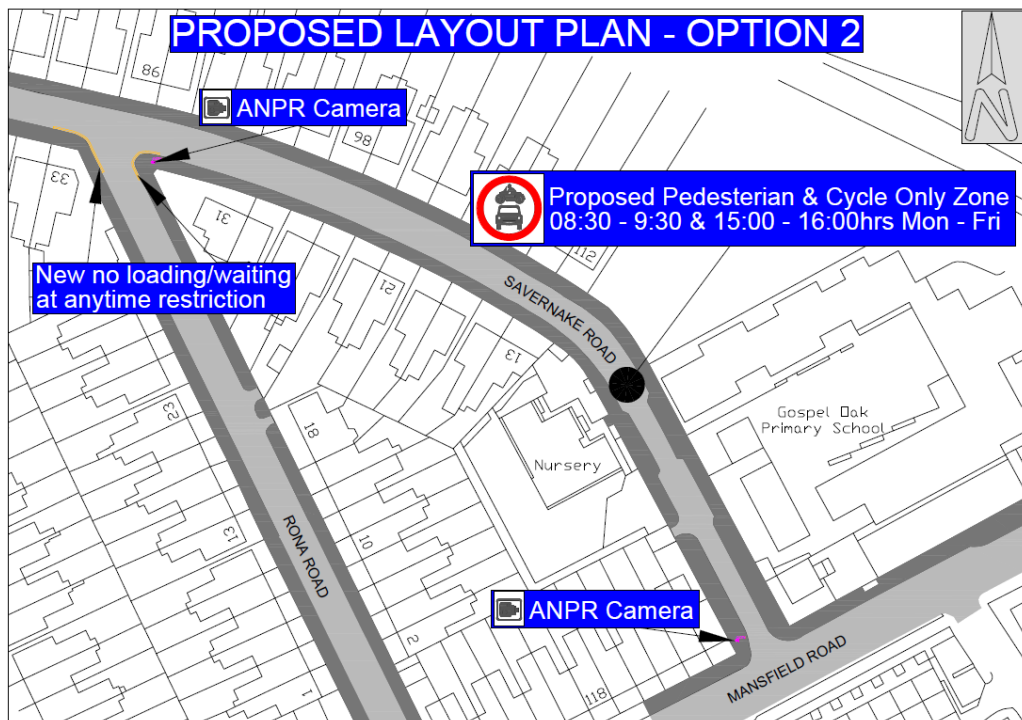 PROPOSED LAYOUT PLAN - OPTION 2
86
ANPR Camera
98
33
Proposed Pedesterian & Cycle Only Zone
08:30 - 9:30 & 15:00 - 16:00hrs Mon - Fri
31
112
New no loading/waiting
at anytime restriction
21
SAVERNAKE ROAD
13
23
18
Gospel Oak
Primary School
Nursery
RONA ROAD
13
10
ANPR Camera
2
MANSFIELD ROAD
1
118
N